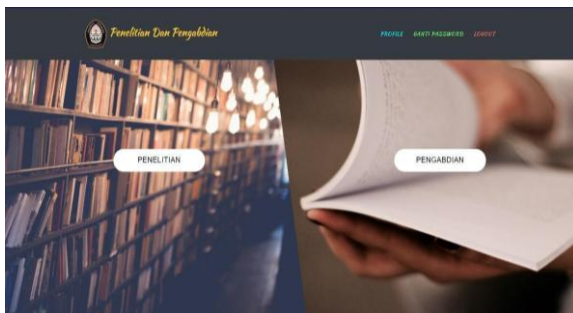 Penelitian Dan Pengabdian
PROFILE GANTI PASSWORD LOGOUT
PENELITIAN
PENGABDIAN